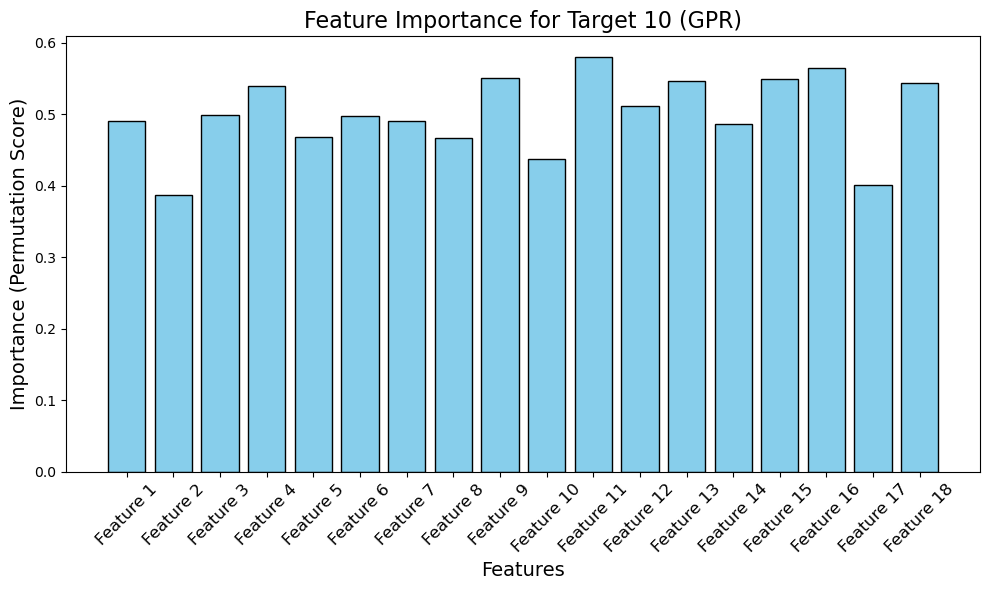 Feature Importance for Target 10 (GPR)
Importance (Permutation Score)
0.6
0.5
0.4
0.3
0.2
0.1
0.0
Feature 1
Feature 2
Feature 3
Feature 4
Feature 5
Feature 6
Feature 7
Feature 8
Feature 9
Feature 10
Feature 11
Feature 12
Feature 13
Feature 14
Feature 15
Feature 16
Feature 17
Feature 18
Features